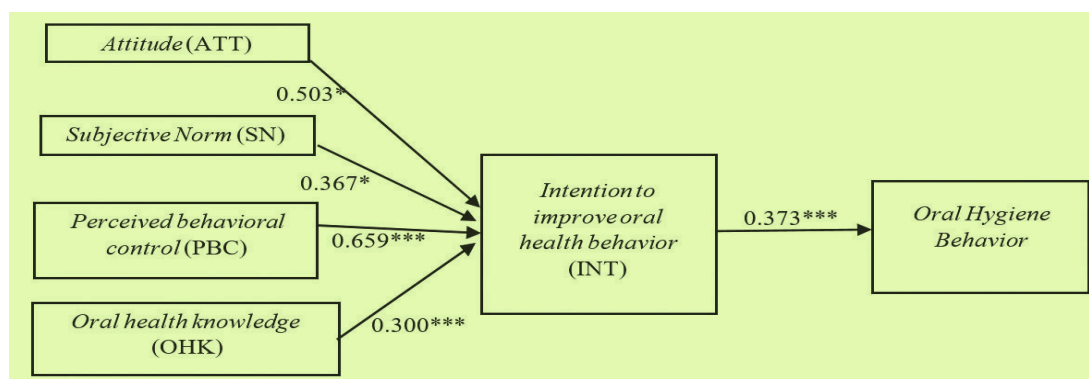 Attitude (ATT)
0.503*
Subjective Norm (SN)
0.367*
Perceived behavioral
control (PBC)
0.659***
Oral health knowledge
(OHK)
0.300***
Intention to
improve oral
health behavior
(INT)
0.373***
Oral Hygiene
Behavior